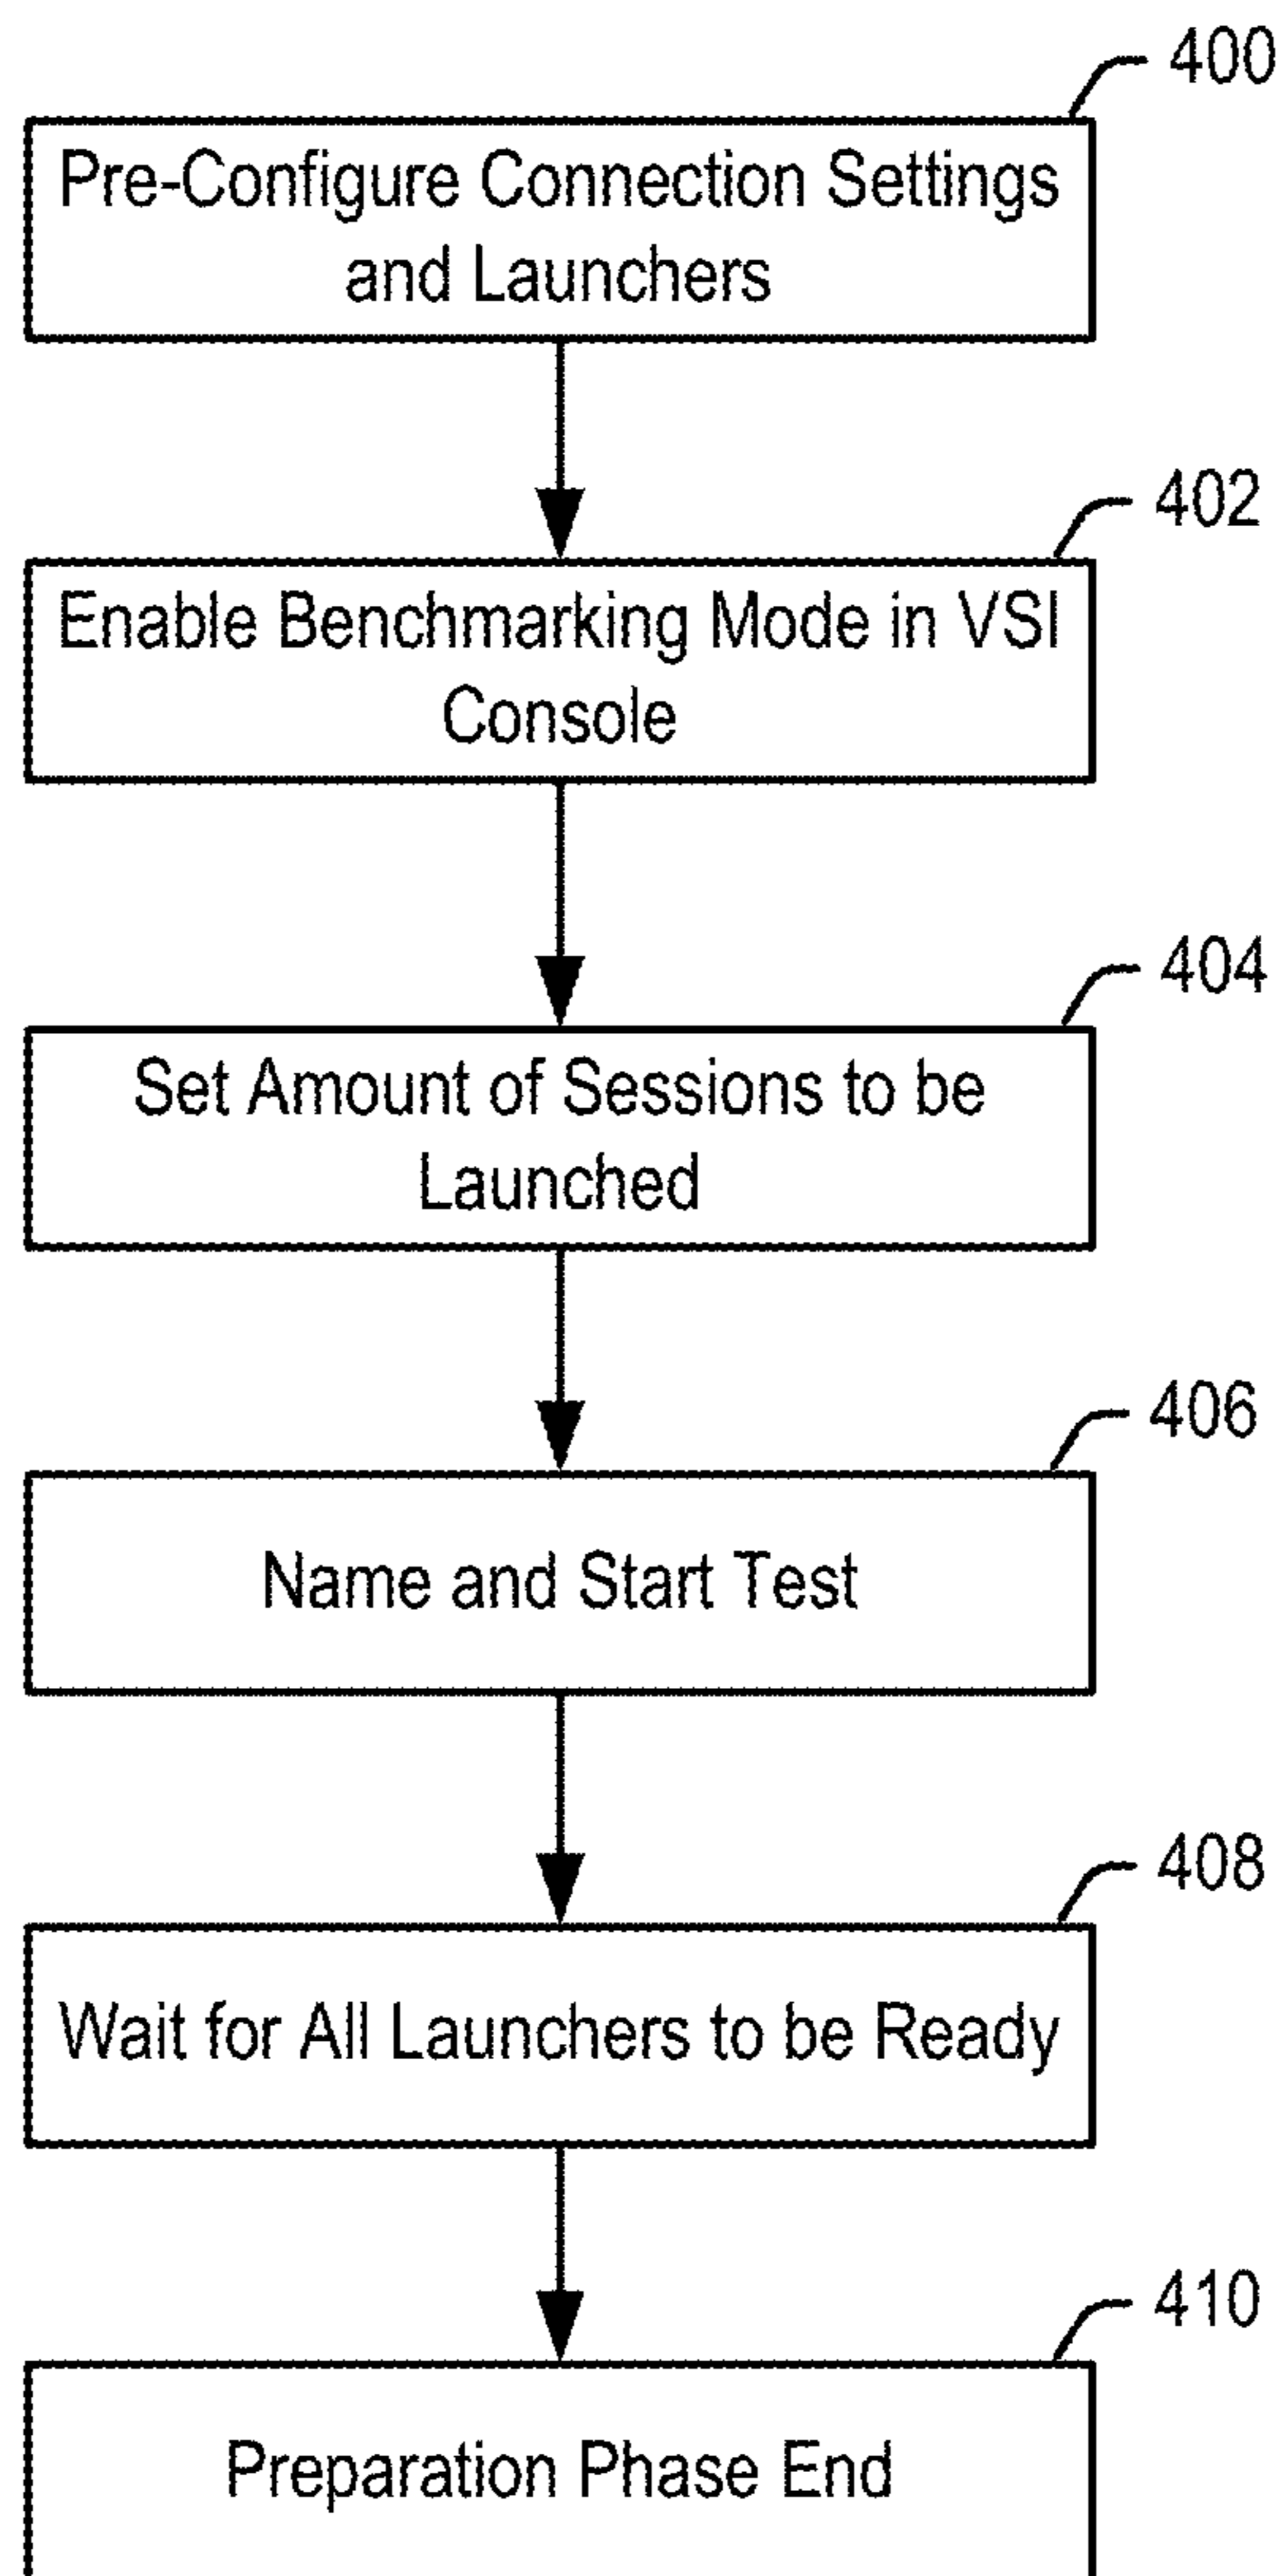 400
Pre-Configure Connection Settings
and Launchers
402
Enable Benchmarking Mode in VSI
Console
404
Set Amount of Sessions to be
Launched
406
Name and Start Test
408
Wait for All Launchers to be Ready
410
Preparation Phase End